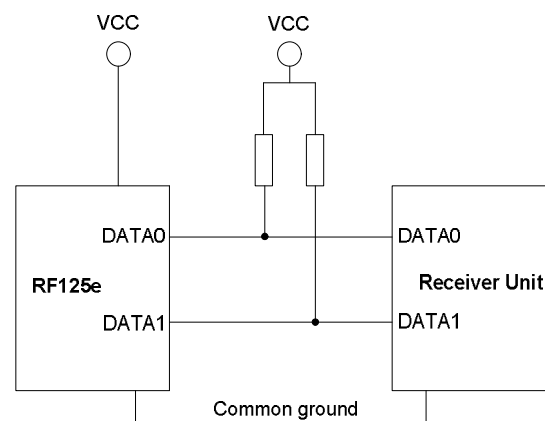 VCC
VCC
DATA0
DATA0
RF125e
Receiver Unit
DATA1
DATA1
Common ground